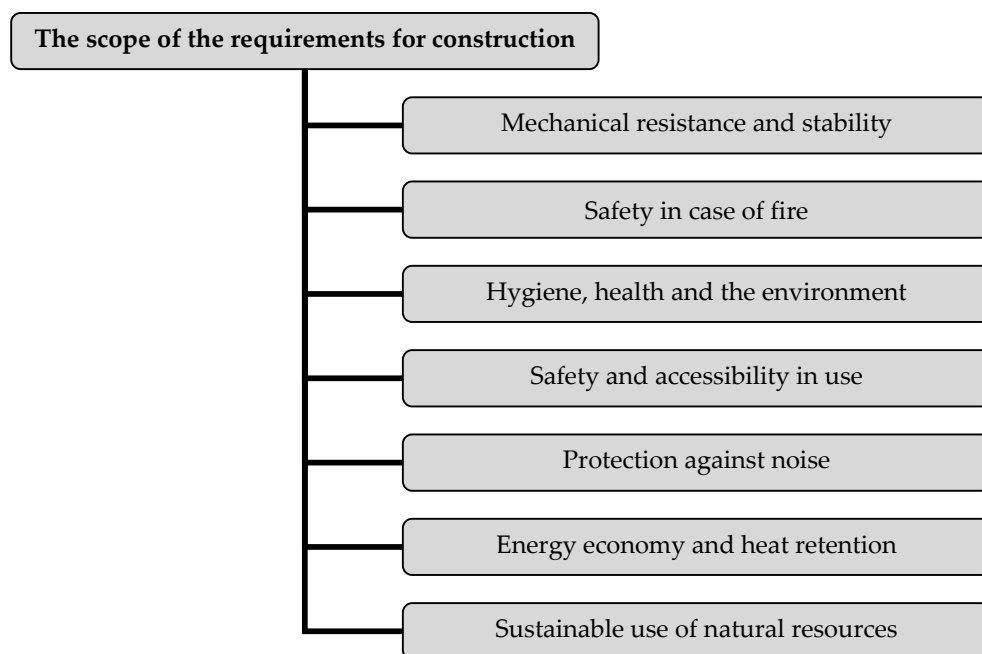 The scope of the requirements for construction
Mechanical resistance and stability
Safety in case of fire
Hygiene, health and the environment
Safety and accessibility in use
Protection against noise
Energy economy and heat retention
Sustainable use of natural resources